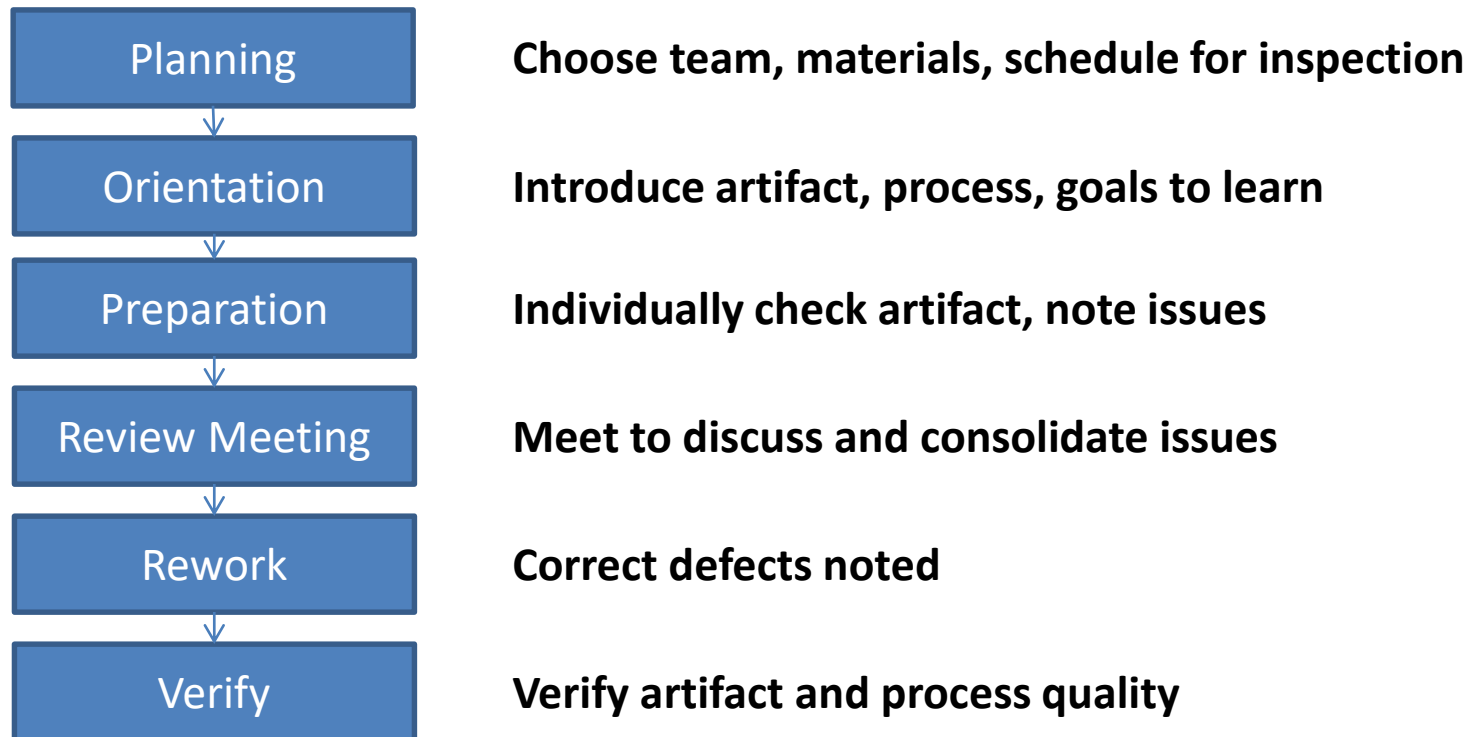 Planning
Choose team, materials, schedule for inspection
Orientation
Introduce artifact, process, goals to learn
Preparation
Individually check artifact, note issues
Review Meeting
Meet to discuss and consolidate issues
Rework
Correct defects noted
Verify
Verify artifact and process quality